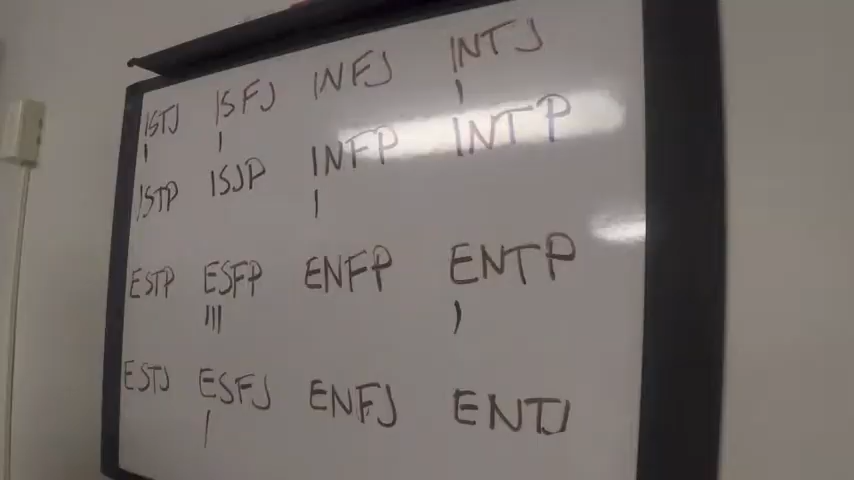 ISTJ ISFJ INFJ INTJ
| | |
ISTP ISJP INFP INTP
|
ESTP ESFP ENFP ENTP
||| |
ESTJ ESFJ ENFJ ENTJ
|